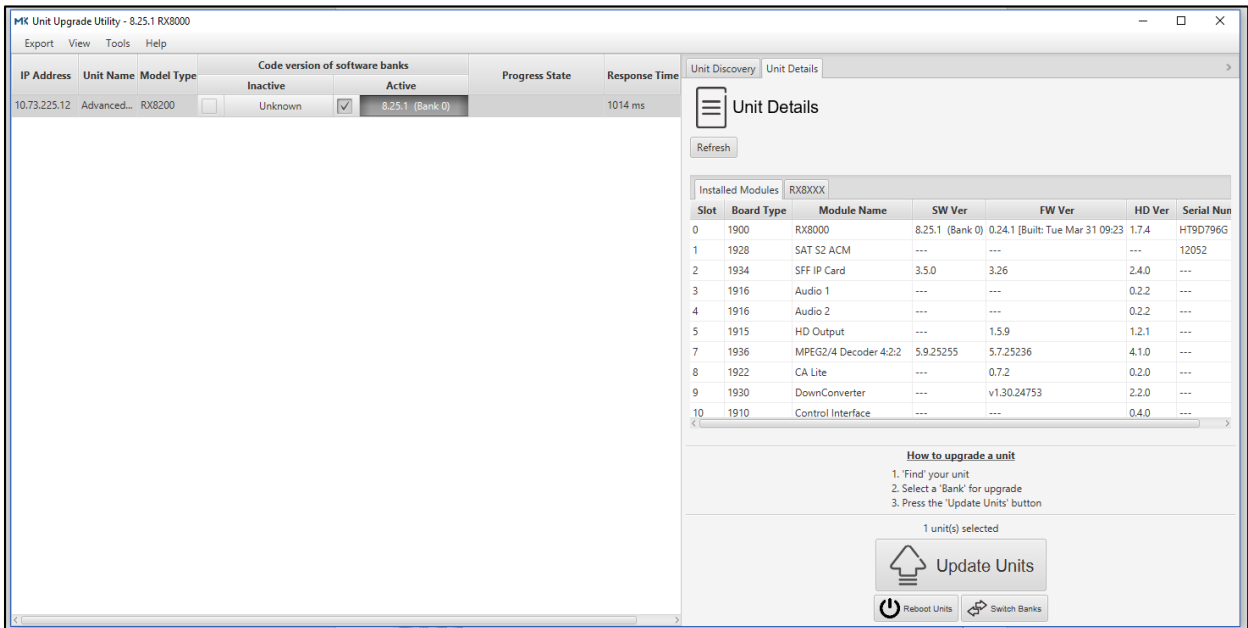 MK Unit Upgrade Utility - 8.25.1 RX8000
Export View Tools Help
IP Address Unit Name Model Type Code version of software banks Progress State Response Time
Inactive Active
10.73.225.12 Advanced... RX8200 Unknown 8.25.1 (Bank 0) 1014 ms
Unit Discovery Unit Details
Unit Details
Refresh
Installed Modules RX8XXX
Slot Board Type Module Name SW Ver FW Ver HD Ver Serial Num
0 1900 RX8000 8.25.1 (Bank 0) 0.24.1 [Built: Tue Mar 31 09:23 1.7.4 HT9D796G
1 1928 SAT S2 ACM --- --- --- 12052
2 1934 SFF IP Card 3.5.0 3.26 2.4.0 ---
3 1916 Audio 1 --- --- 0.2.2 ---
4 1916 Audio 2 --- --- 0.2.2 ---
5 1915 HD Output --- 1.5.9 1.2.1 ---
7 1936 MPEG2/4 Decoder 4:2:2 5.9.25255 5.7.25236 4.1.0 ---
8 1922 CA Lite --- 0.7.2 0.2.0 ---
9 1930 DownConverter --- v1.30.24753 2.2.0 ---
10 1910 Control Interface --- --- 0.4.0 ---
How to upgrade a unit
1. 'Find' your unit
2. Select a 'Bank' for upgrade
3. Press the 'Update Units' button
1 unit(s) selected
Update Units
Reboot Units Switch Banks